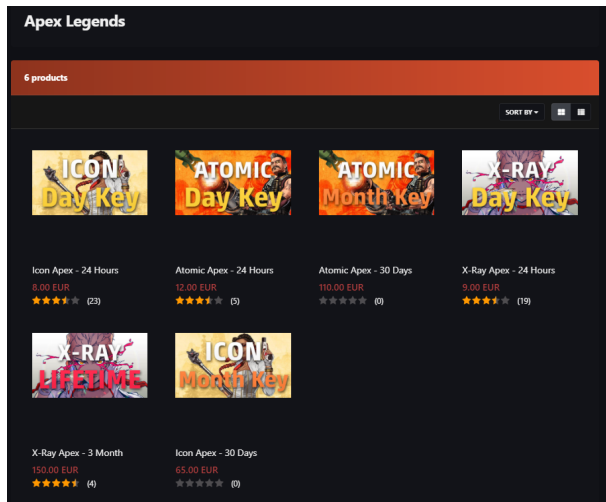 Apex Legends
6 products
SORT BY
ICON
Day Key
ATOMIC
Day Key
ATOMIC
Month Key
X-RAY
Day Key
Icon Apex - 24 Hours
Atomic Apex - 24 Hours
Atomic Apex - 30 Days
X-Ray Apex - 24 Hours
8.00 EUR
12.00 EUR
110.00 EUR
9.00 EUR
(23)
(5)
(0)
(19)
X-RAY
LIFETIME
ICON
Month Key
X-Ray Apex - 3 Month
Icon Apex - 30 Days
150.00 EUR
65.00 EUR
(4)
(0)